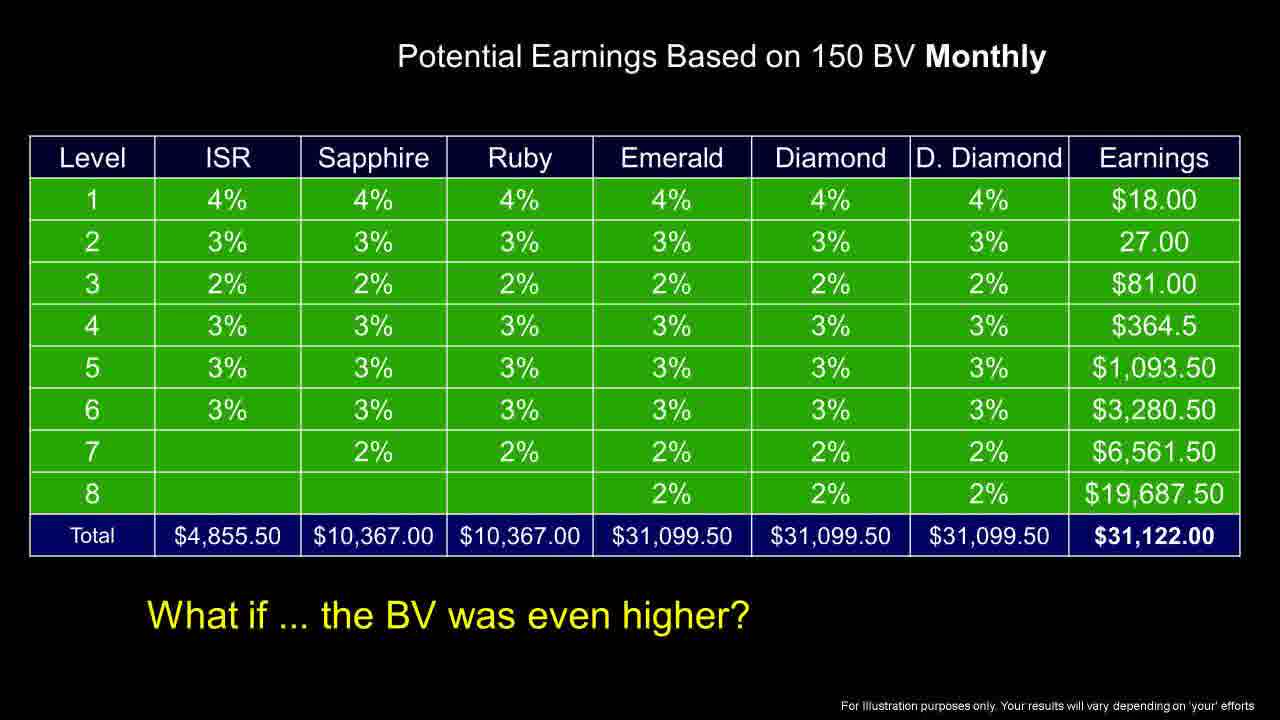 Potential Earnings Based on 150 BV Monthly
Level ISR Sapphire Ruby Emerald Diamond D. Diamond Earnings
1 4% 4% 4% 4% 4% 4% $18.00
2 3% 3% 3% 3% 3% 3% 27.00
3 2% 2% 2% 2% 2% 2% $81.00
4 3% 3% 3% 3% 3% 3% $364.5
5 3% 3% 3% 3% 3% 3% $1,093.50
6 3% 3% 3% 3% 3% 3% $3,280.50
7 2% 2% 2% 2% 2% $6,561.50
8 2% 2% 2% $19,687.50
Total $4,855.50 $10,367.00 $10,367.00 $31,099.50 $31,099.50 $31,099.50 $31,122.00
What if ... the BV was even higher?
For Illustration purposes only. Your results will vary depending on 'your' efforts